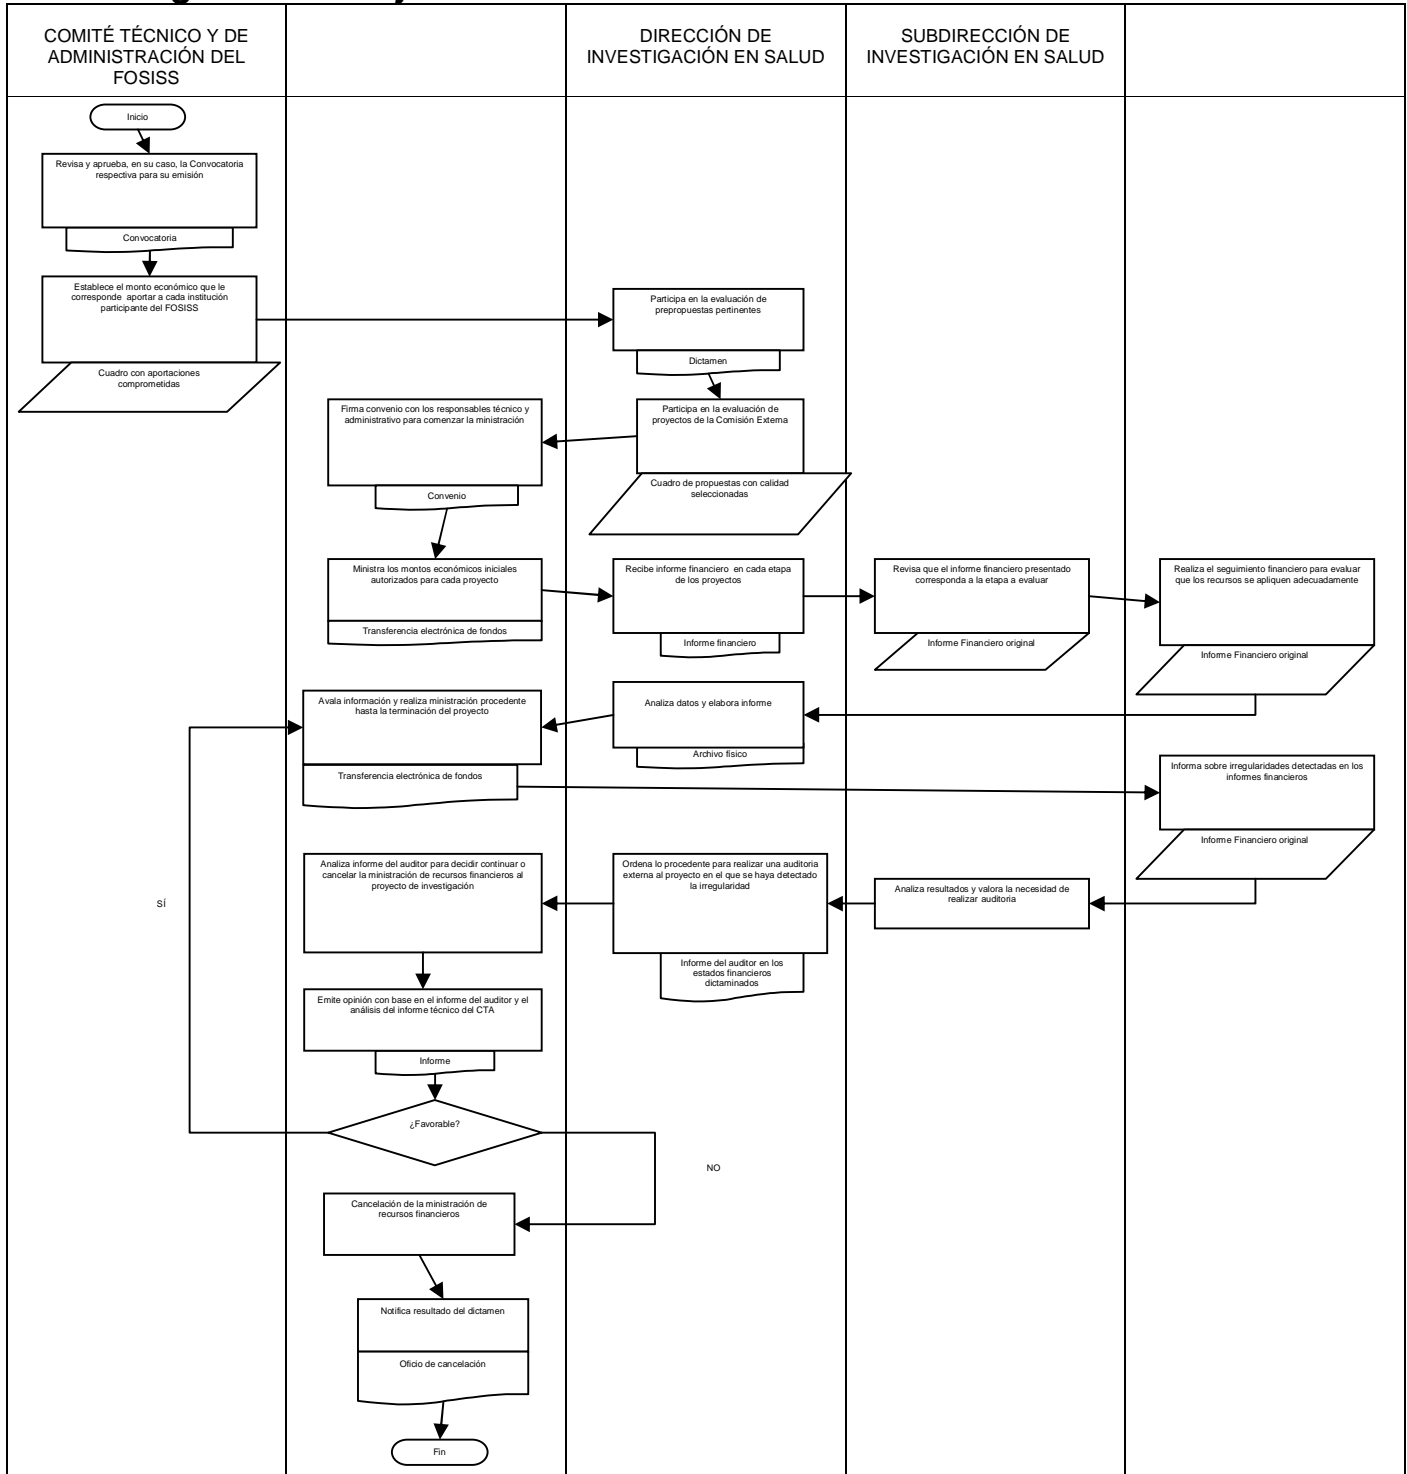 COMITÉ TÉCNICO Y DE
ADMINISTRACIÓN DEL
FOSISS
DIRECCIÓN DE
INVESTIGACIÓN EN SALUD
SUBDIRECCIÓN DE
INVESTIGACIÓN EN SALUD
Inicio
Revisa y aprueba, en su caso, la Convocatoria
respectiva para su emisión
Convocatoria
Establece el monto económico que le
corresponde aportar a cada institución
participante del FOSISS
Cuadro con aportaciones
comprometidas
Participa en la evaluación de
prepropuestas pertinentes
Dictamen
Participa en la evaluación de
proyectos de la Comisión Externa
Cuadro de propuestas con calidad
seleccionadas
Firma convenio con los responsables técnico y
administrativo para comenzar la ministración
Convenio
Ministra los montos económicos iniciales
autorizados para cada proyecto
Transferencia electrónica de fondos
Recibe informe financiero en cada etapa
de los proyectos
Informe financiero
Revisa que el informe financiero presentado
corresponda a la etapa a evaluar
Informe Financiero original
Realiza el seguimiento financiero para evaluar
que los recursos se apliquen adecuadamente
Informe Financiero original
Analiza datos y elabora informe
Archivo físico
Avala información y realiza ministración procedente
hasta la terminación del proyecto
Transferencia electrónica de fondos
Informa sobre irregularidades detectadas en los
informes financieros
Informe Financiero original
Analiza resultados y valora la necesidad de
realizar auditoria
Ordena lo procedente para realizar una auditoria
externa al proyecto en el que se haya detectado
la irregularidad
Informe del auditor en los
estados financieros
dictaminados
Analiza informe del auditor para decidir continuar o
cancelar la ministración de recursos financieros al
proyecto de investigación
Emite opinión con base en el informe del auditor y el
análisis del informe técnico del CTA
Informe
¿Favorable?
SÍ
NO
Cancelación de la ministración de
recursos financieros
Notifica resultado del dictamen
Oficio de cancelación
Fin